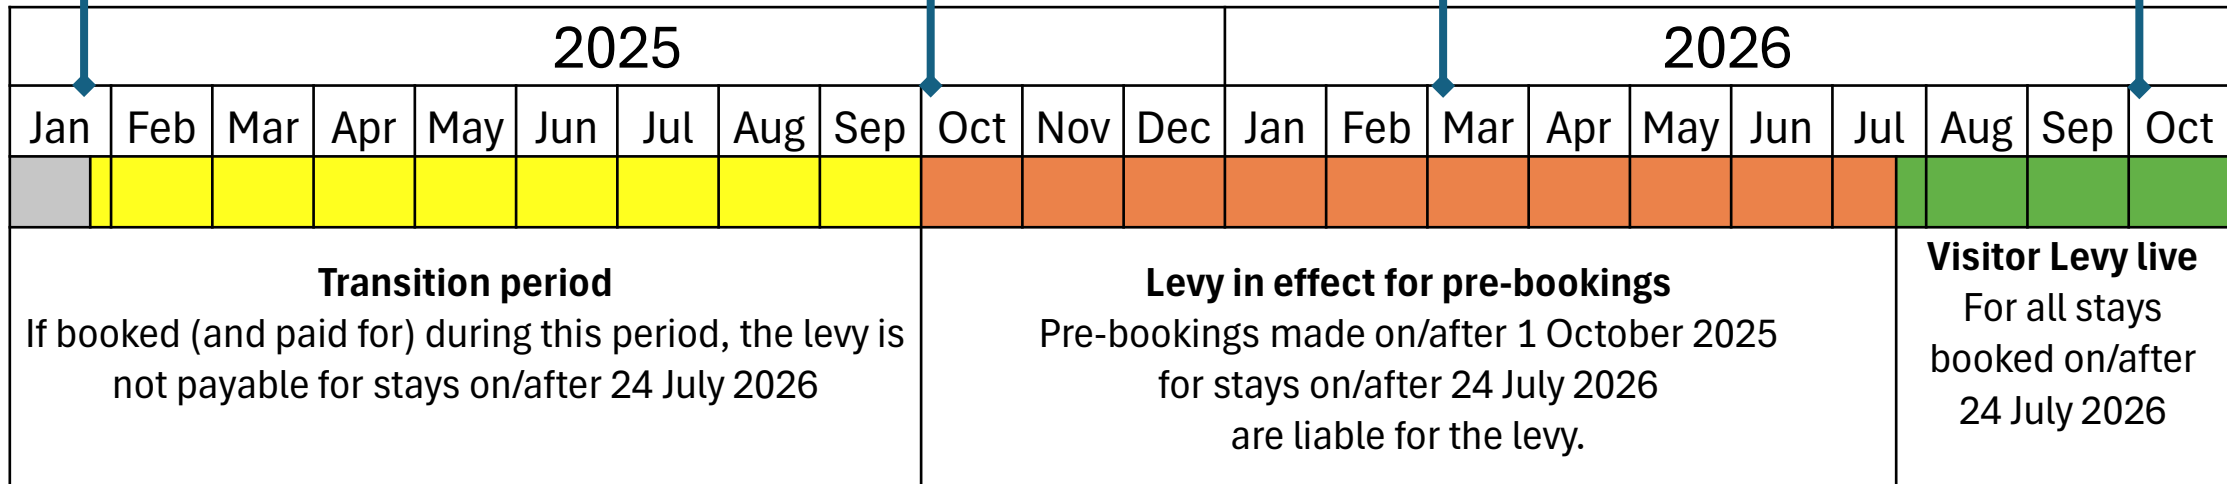 2025
2026
Jan Feb Mar Apr May Jun Jul Aug Sep Oct Nov Dec Jan Feb Mar Apr May Jun Jul Aug Sep Oct
Transition period
If booked (and paid for) during this period, the levy is
not payable for stays on/after 24 July 2026
Levy in effect for pre-bookings
Pre-bookings made on/after 1 October 2025
for stays on/after 24 July 2026
are liable for the levy.
Visitor Levy live
For all stays
booked on/after
24 July 2026